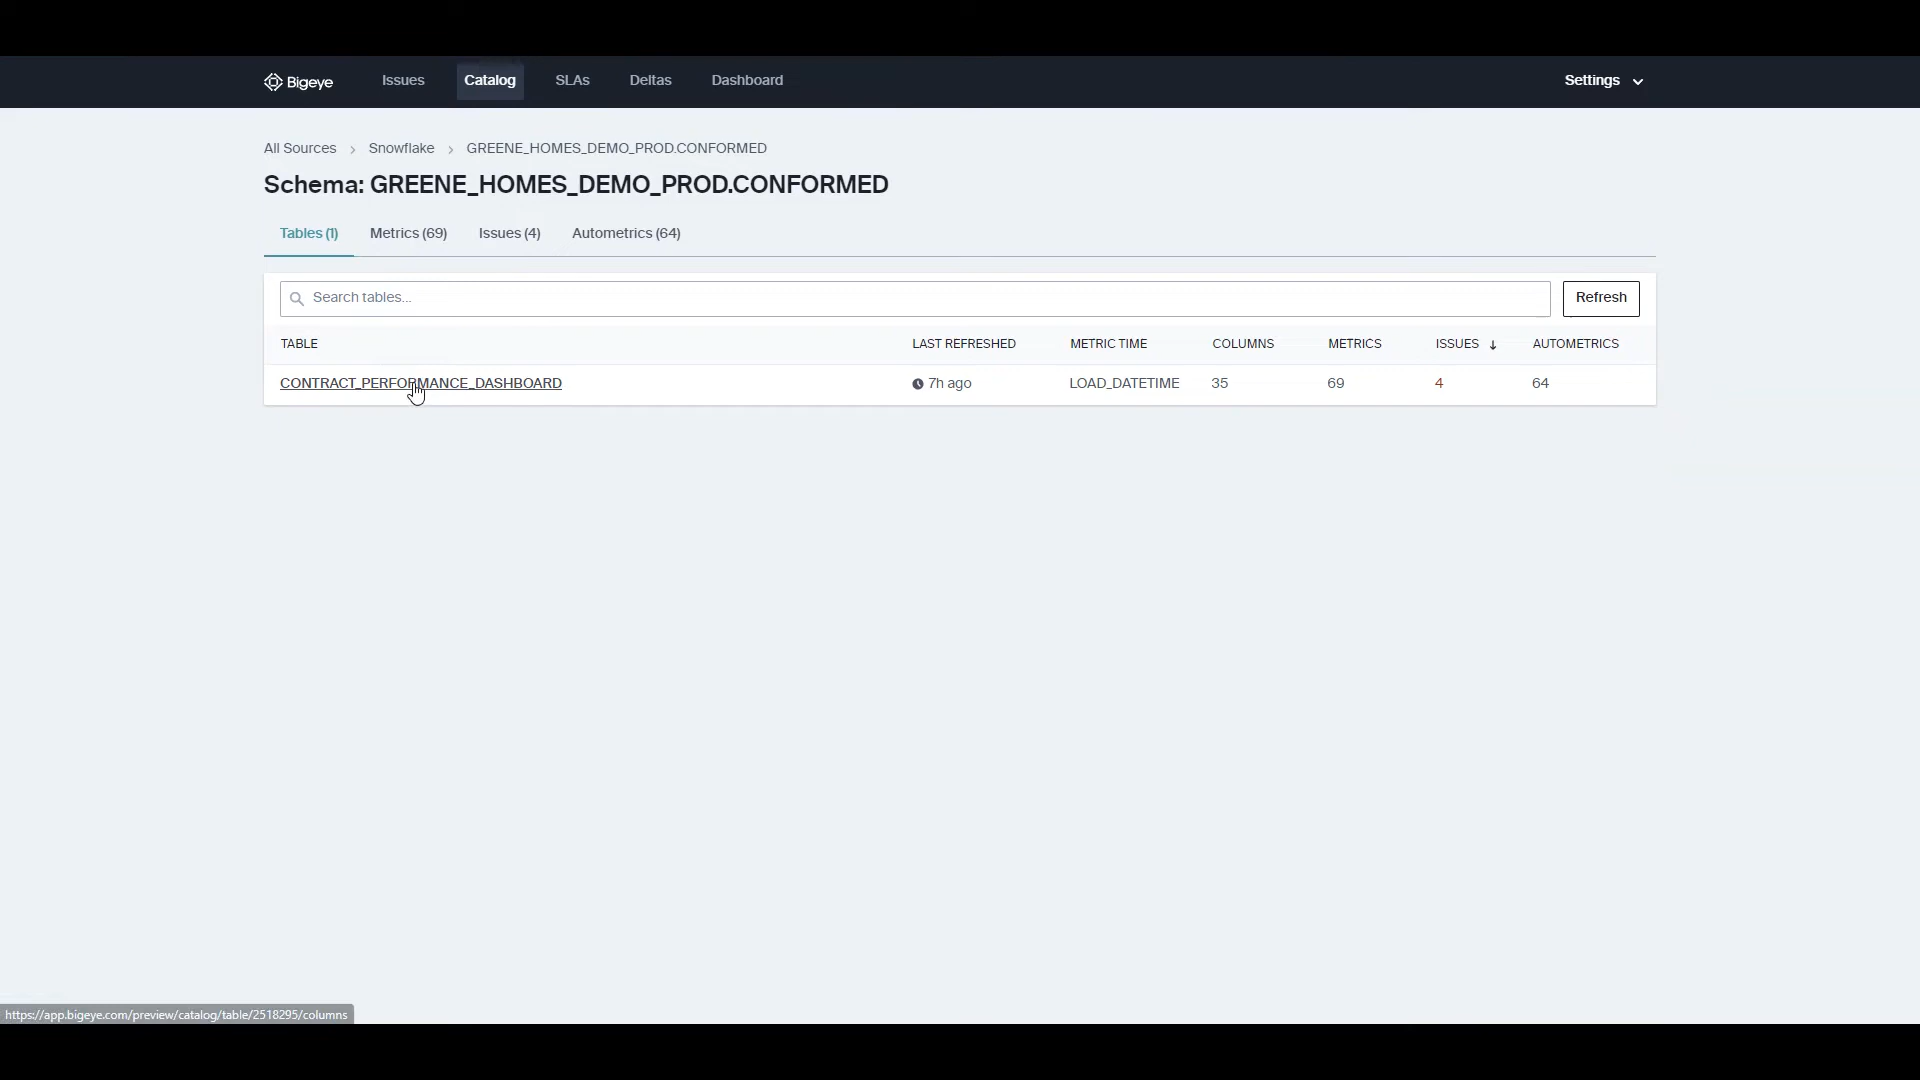 Bigeye Issues Catalog SLAs Deltas Dashboard Settings
All Sources > Snowflake > GREENE_HOMES_DEMO_PROD.CONFORMED
Schema: GREENE_HOMES_DEMO_PROD.CONFORMED
Tables (1) Metrics (69) Issues (4) Autometrics (64)
Search tables... Refresh
TABLE LAST REFRESHED METRIC TIME COLUMNS METRICS ISSUES ↓ AUTOMETRICS
CONTRACT_PERFORMANCE_DASHBOARD 7h ago LOAD_DATETIME 35 69 4 64
https://app.bigeye.com/preview/catalog/table/2518295/columns